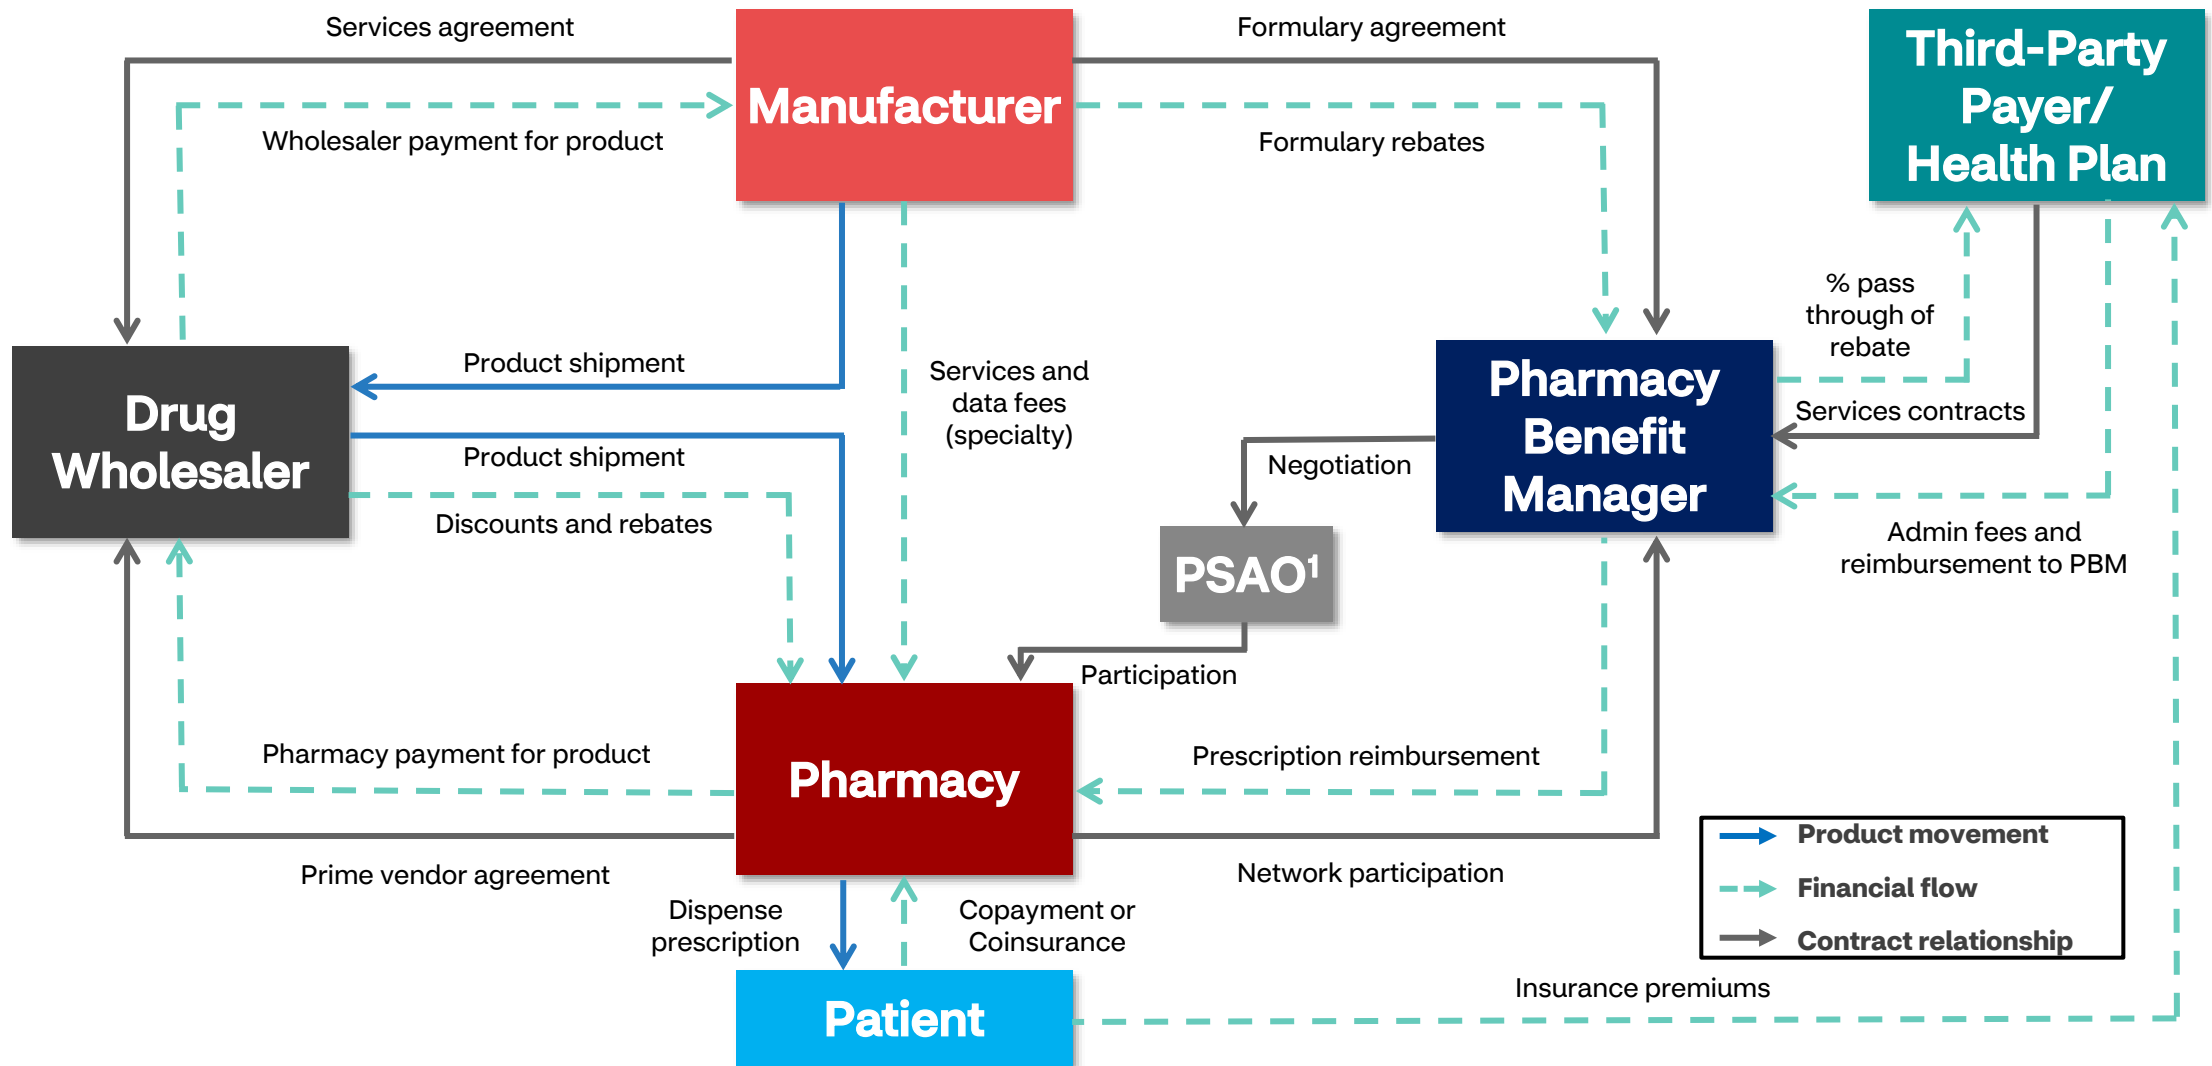 Services agreement
Manufacturer
Formulary agreement
Third-Party
Payer/
Health Plan
Wholesaler payment for product
Formulary rebates
% pass
through of
rebate
Drug
Wholesaler
Product shipment
Product shipment
Discounts and rebates
Services and
data fees
(specialty)
Pharmacy
Benefit
Manager
Services contracts
Negotiation
PSAO¹
Admin fees and
reimbursement to PBM
Participation
Pharmacy payment for product
Pharmacy
Prescription reimbursement
Prime vendor agreement
Network participation
Product movement
Financial flow
Contract relationship
Dispense
prescription
Copayment or
Coinsurance
Patient
Insurance premiums